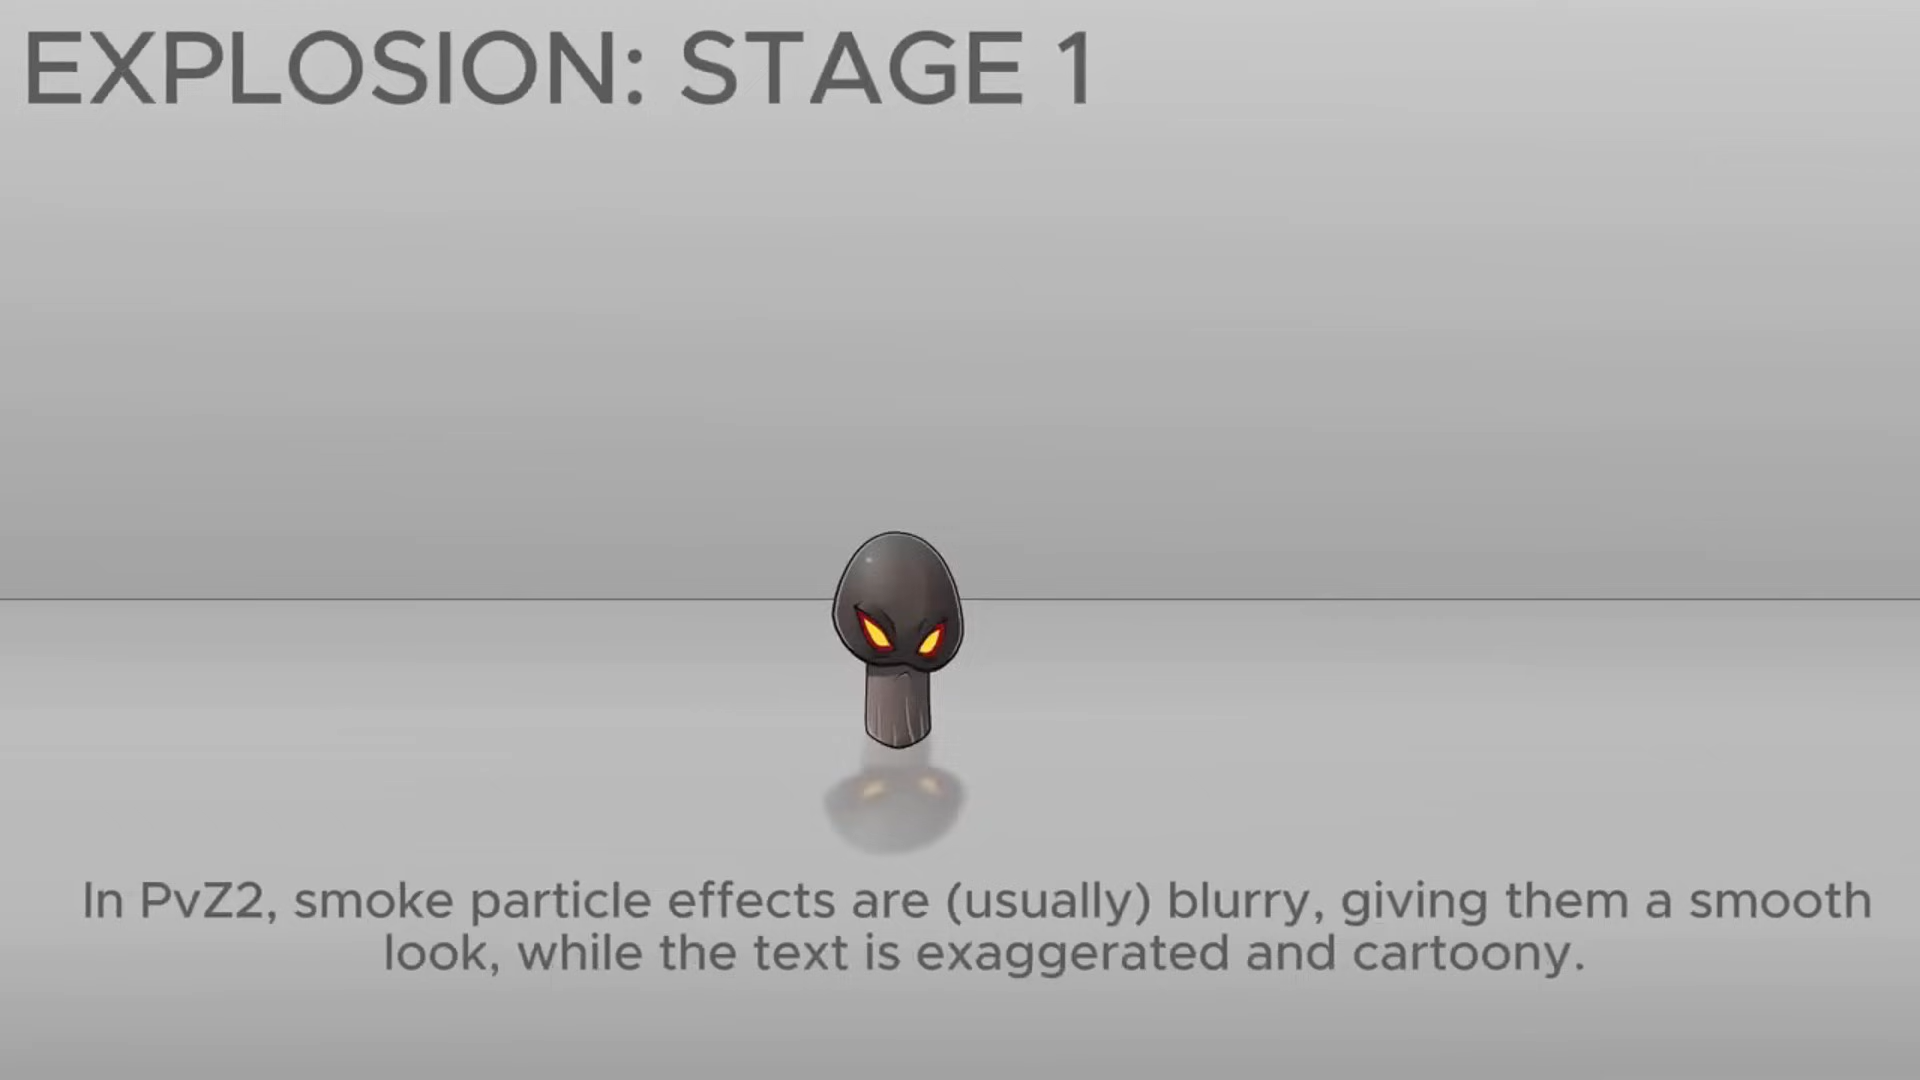 EXPLOSION: STAGE 1
In PvZ2, smoke particle effects are (usually) blurry, giving them a smooth
look, while the text is exaggerated and cartoony.